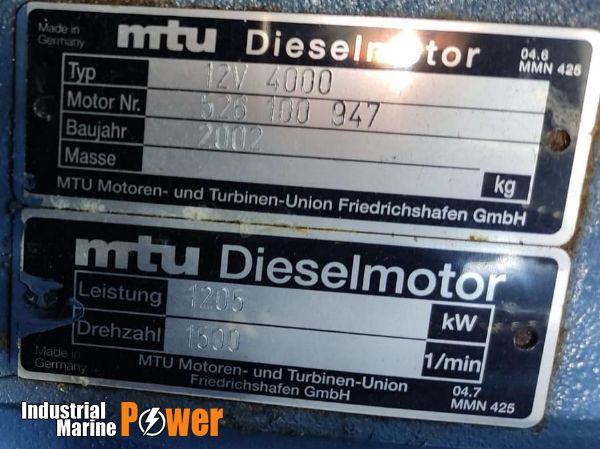 Made in
Germany
mtu Dieselmotor
04.6
MMN 425
Typ 12V 4000
Motor Nr. 526 100 947
Baujahr 2002
Masse kg
MTU Motoren- und Turbinen-Union Friedrichshafen GmbH
mtu Dieselmotor
Leistung 1205 kW
Drehzahl 1500 1/min
Made in
Germany
MTU Motoren- und Turbinen-Union
Friedrichshafen GmbH
04.7
MMN 425
Industrial
Marine Power